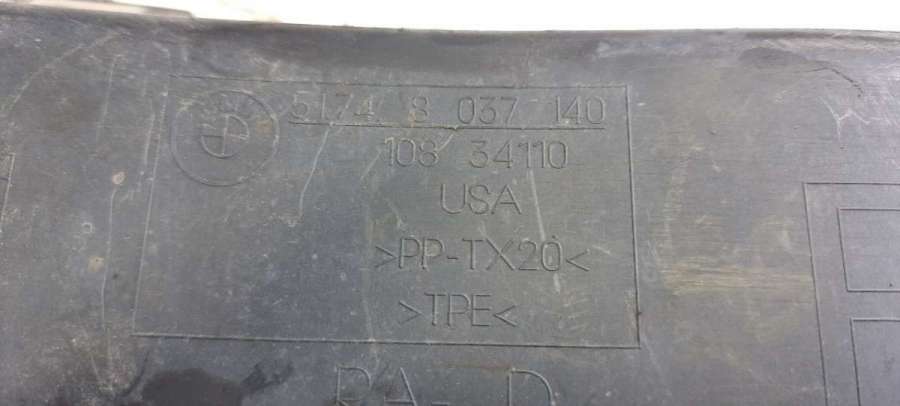 5174 8 037 140
108 34110
USA
>PP-TX20<
>TPE<